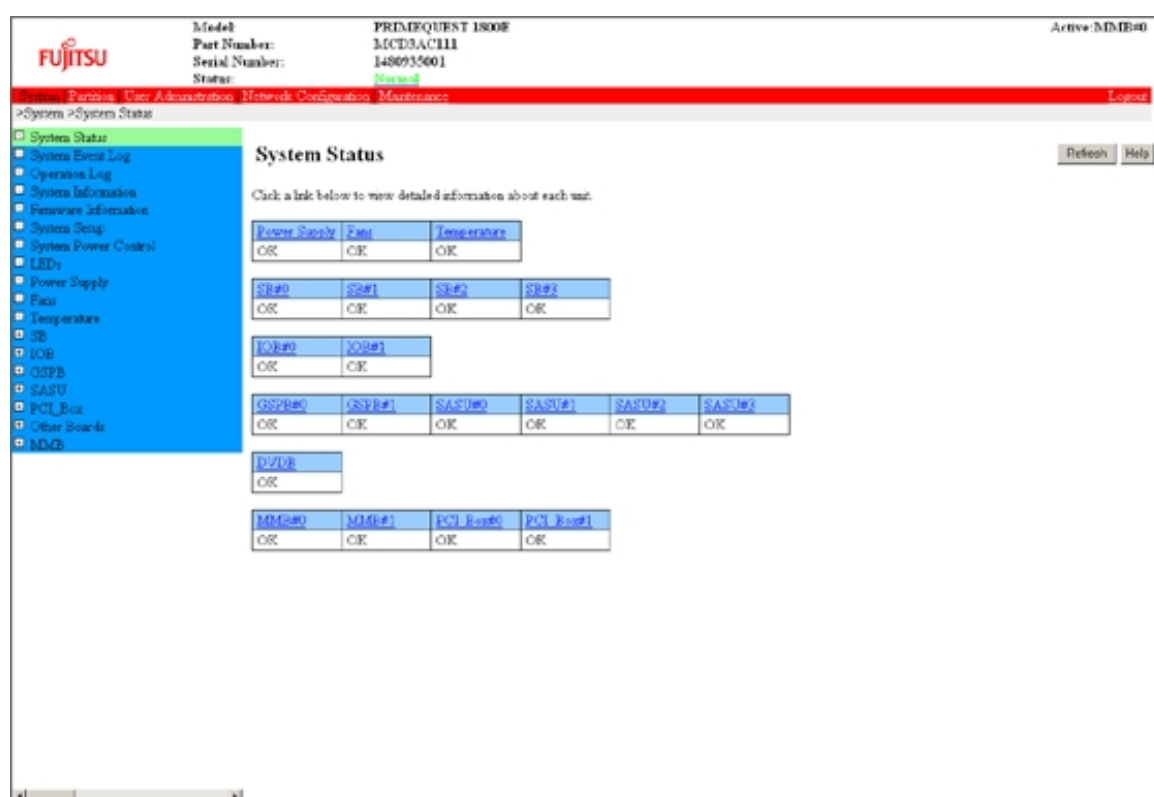 FUJITSU
Model: PRIMEQUEST 1800E Active:MMB#0
Part Number: MCD3AC111
Serial Number: 1480935001
Status: Normal
System Partition User Administration Network Configuration Maintenance Logout
>System >System Status
System Status
System Event Log
Operation Log
System Information
Firmware Information
System Setup
System Power Control
LEDs
Power Supply
Fans
Temperature
SB
IOB
GSPB
SASU
PCI_Box
Other Boards
MMB
System Status
Refresh Help
Click a link below to view detailed information about each unit.
Power Supply Fans Temperature
OK OK OK
SB#0 SB#1 SB#2 SB#3
OK OK OK OK
IOB#0 IOB#1
OK OK
GSPB#0 GSPB#1 SASU#0 SASU#1 SASU#2 SASU#3
OK OK OK OK OK OK
DVDB
OK
MMB#0 MMB#1 PCI_Box#0 PCI_Box#1
OK OK OK OK